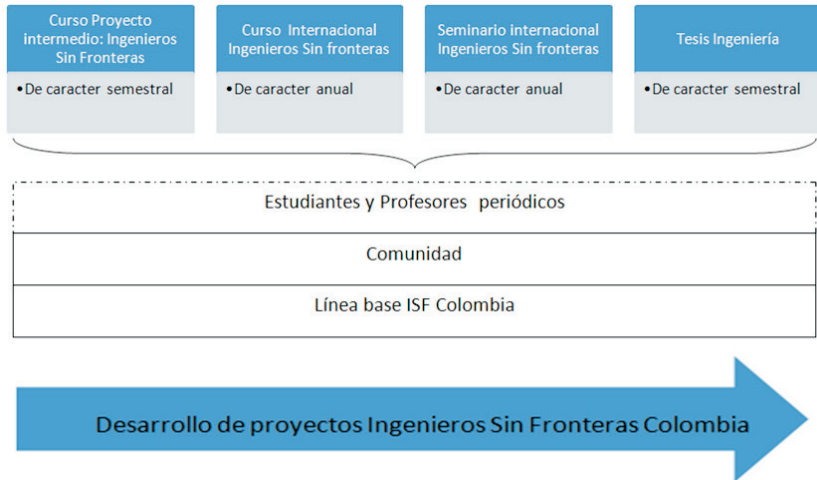 Curso Proyecto
intermedio: Ingenieros
Sin Fronteras
•De caracter semestral
Curso Internacional
Ingenieros Sin fronteras
•De caracter anual
Seminario internacional
Ingenieros Sin fronteras
•De caracter anual
Tesis Ingeniería
•De caracter semestral
Estudiantes y Profesores periódicos
Comunidad
Línea base ISF Colombia
Desarrollo de proyectos Ingenieros Sin Fronteras Colombia